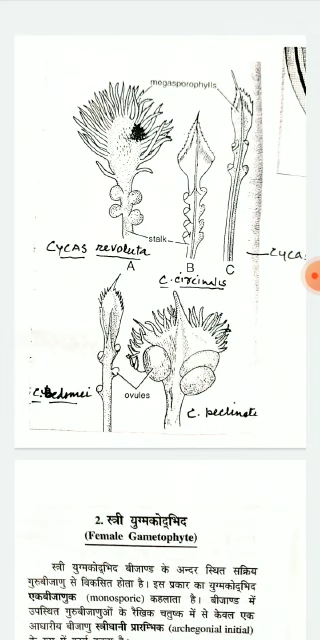 megasporophylls
stalk
CYCAS revoluta
A
B
C
Cyca
C. circinalis
C. Bedomei
ovules
C. Pectinata
2. स्त्री युग्मकोद्‌भिद
(Female Gametophyte)
स्त्री युग्मकोद्‌भिद बीजाण्ड के अन्दर स्थित सक्रिय
गुरुबीजाणु से विकसित होता है। इस प्रकार का युग्मकोद्‌भिद
एकबीजाणुक (monosporic) कहलाता है। बीजाण्ड में
उपस्थित गुरुबीजाणुओं के रैखिक चतुष्क में से केवल एक
आधारीय बीजाणु स्त्रीधानी प्रारम्भिक (archegonial initial)